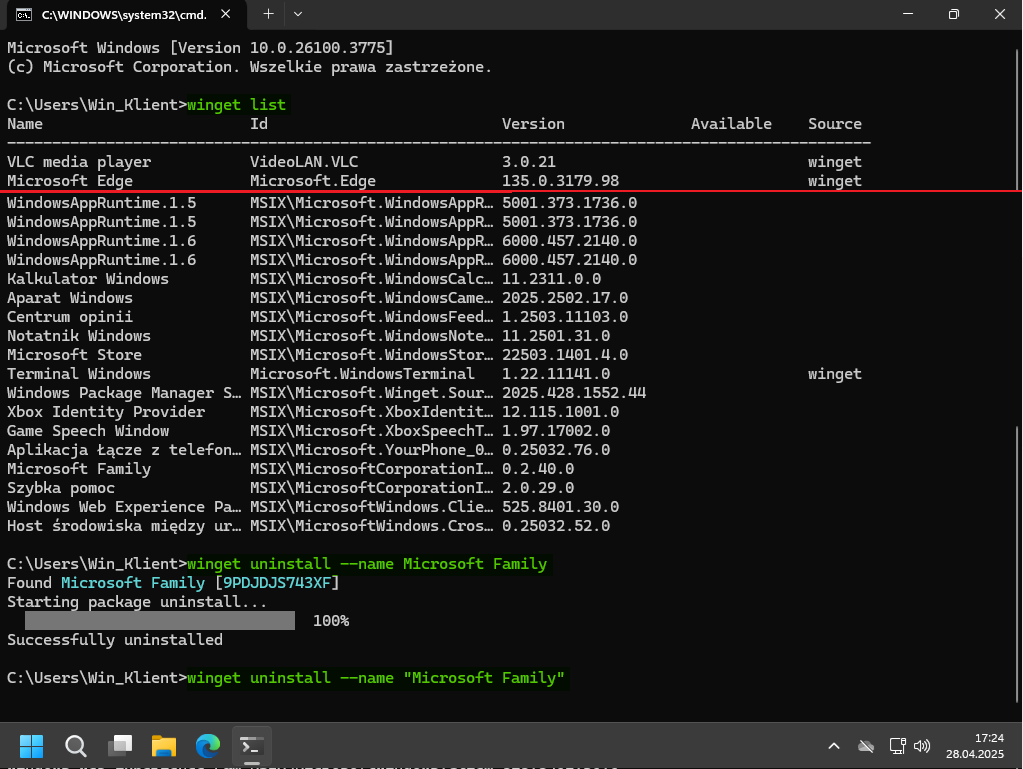 C:\WINDOWS\system32\cmd.
Microsoft Windows [Version 10.0.26100.3775]
(c) Microsoft Corporation. Wszelkie prawa zastrzeżone.
C:\Users\Win_Klient>winget list
Name Id Version Available Source
VLC media player VideoLAN.VLC 3.0.21 winget
Microsoft Edge Microsoft.Edge 135.0.3179.98 winget
WindowsAppRuntime.1.5 MSIX\Microsoft.WindowsAppR… 5001.373.1736.0
WindowsAppRuntime.1.5 MSIX\Microsoft.WindowsAppR… 5001.373.1736.0
WindowsAppRuntime.1.6 MSIX\Microsoft.WindowsAppR… 6000.457.2140.0
WindowsAppRuntime.1.6 MSIX\Microsoft.WindowsAppR… 6000.457.2140.0
Kalkulator Windows MSIX\Microsoft.WindowsCalc… 11.2311.0.0
Aparat Windows MSIX\Microsoft.WindowsCame… 2025.2502.17.0
Centrum opinii MSIX\Microsoft.WindowsFeed… 1.2503.11103.0
Notatnik Windows MSIX\Microsoft.WindowsNote… 11.2501.31.0
Microsoft Store MSIX\Microsoft.WindowsStor… 22503.1401.4.0
Terminal Windows Microsoft.WindowsTerminal 1.22.11141.0 winget
Windows Package Manager S… MSIX\Microsoft.Winget.Sour… 2025.428.1552.44
Xbox Identity Provider MSIX\Microsoft.XboxIdentit… 12.115.1001.0
Game Speech Window MSIX\Microsoft.XboxSpeechT… 1.97.17002.0
Aplikacja Łącze z telefon… MSIX\Microsoft.YourPhone_0… 0.25032.76.0
Microsoft Family MSIX\MicrosoftCorporationI… 0.2.40.0
Szybka pomoc MSIX\MicrosoftCorporationI… 2.0.29.0
Windows Web Experience Pa… MSIX\MicrosoftWindows.Clie… 525.8401.30.0
Host środowiska między ur… MSIX\MicrosoftWindows.Cros… 0.25032.52.0
C:\Users\Win_Klient>winget uninstall --name Microsoft Family
Found Microsoft Family [9PDJDJS743XF]
Starting package uninstall...
100%
Successfully uninstalled
C:\Users\Win_Klient>winget uninstall --name "Microsoft Family"
17:24
28.04.2025